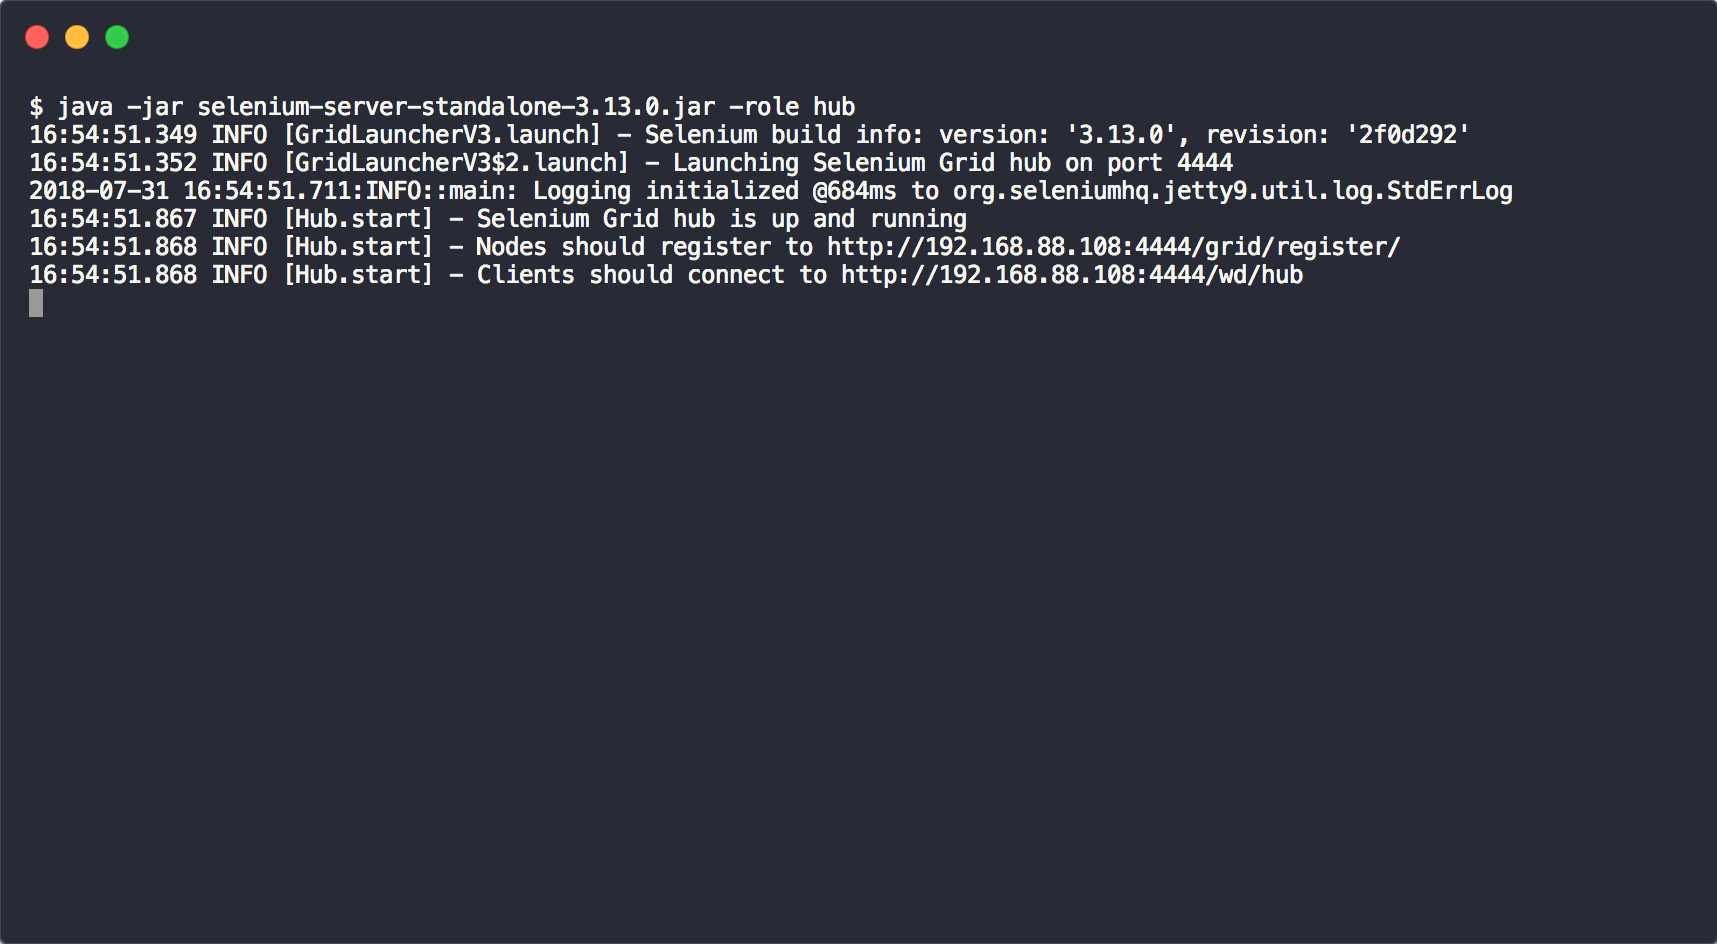 $ java -jar selenium-server-standalone-3.13.0.jar -role hub
16:54:51.349 INFO [GridLauncherV3.launch] - Selenium build info: version: '3.13.0', revision: '2f0d292'
16:54:51.352 INFO [GridLauncherV3$2.launch] - Launching Selenium Grid hub on port 4444
2018-07-31 16:54:51.711:INFO::main: Logging initialized @684ms to org.seleniumhq.jetty9.util.log.StdErrLog
16:54:51.867 INFO [Hub.start] - Selenium Grid hub is up and running
16:54:51.868 INFO [Hub.start] - Nodes should register to http://192.168.88.108:4444/grid/register/
16:54:51.868 INFO [Hub.start] - Clients should connect to http://192.168.88.108:4444/wd/hub